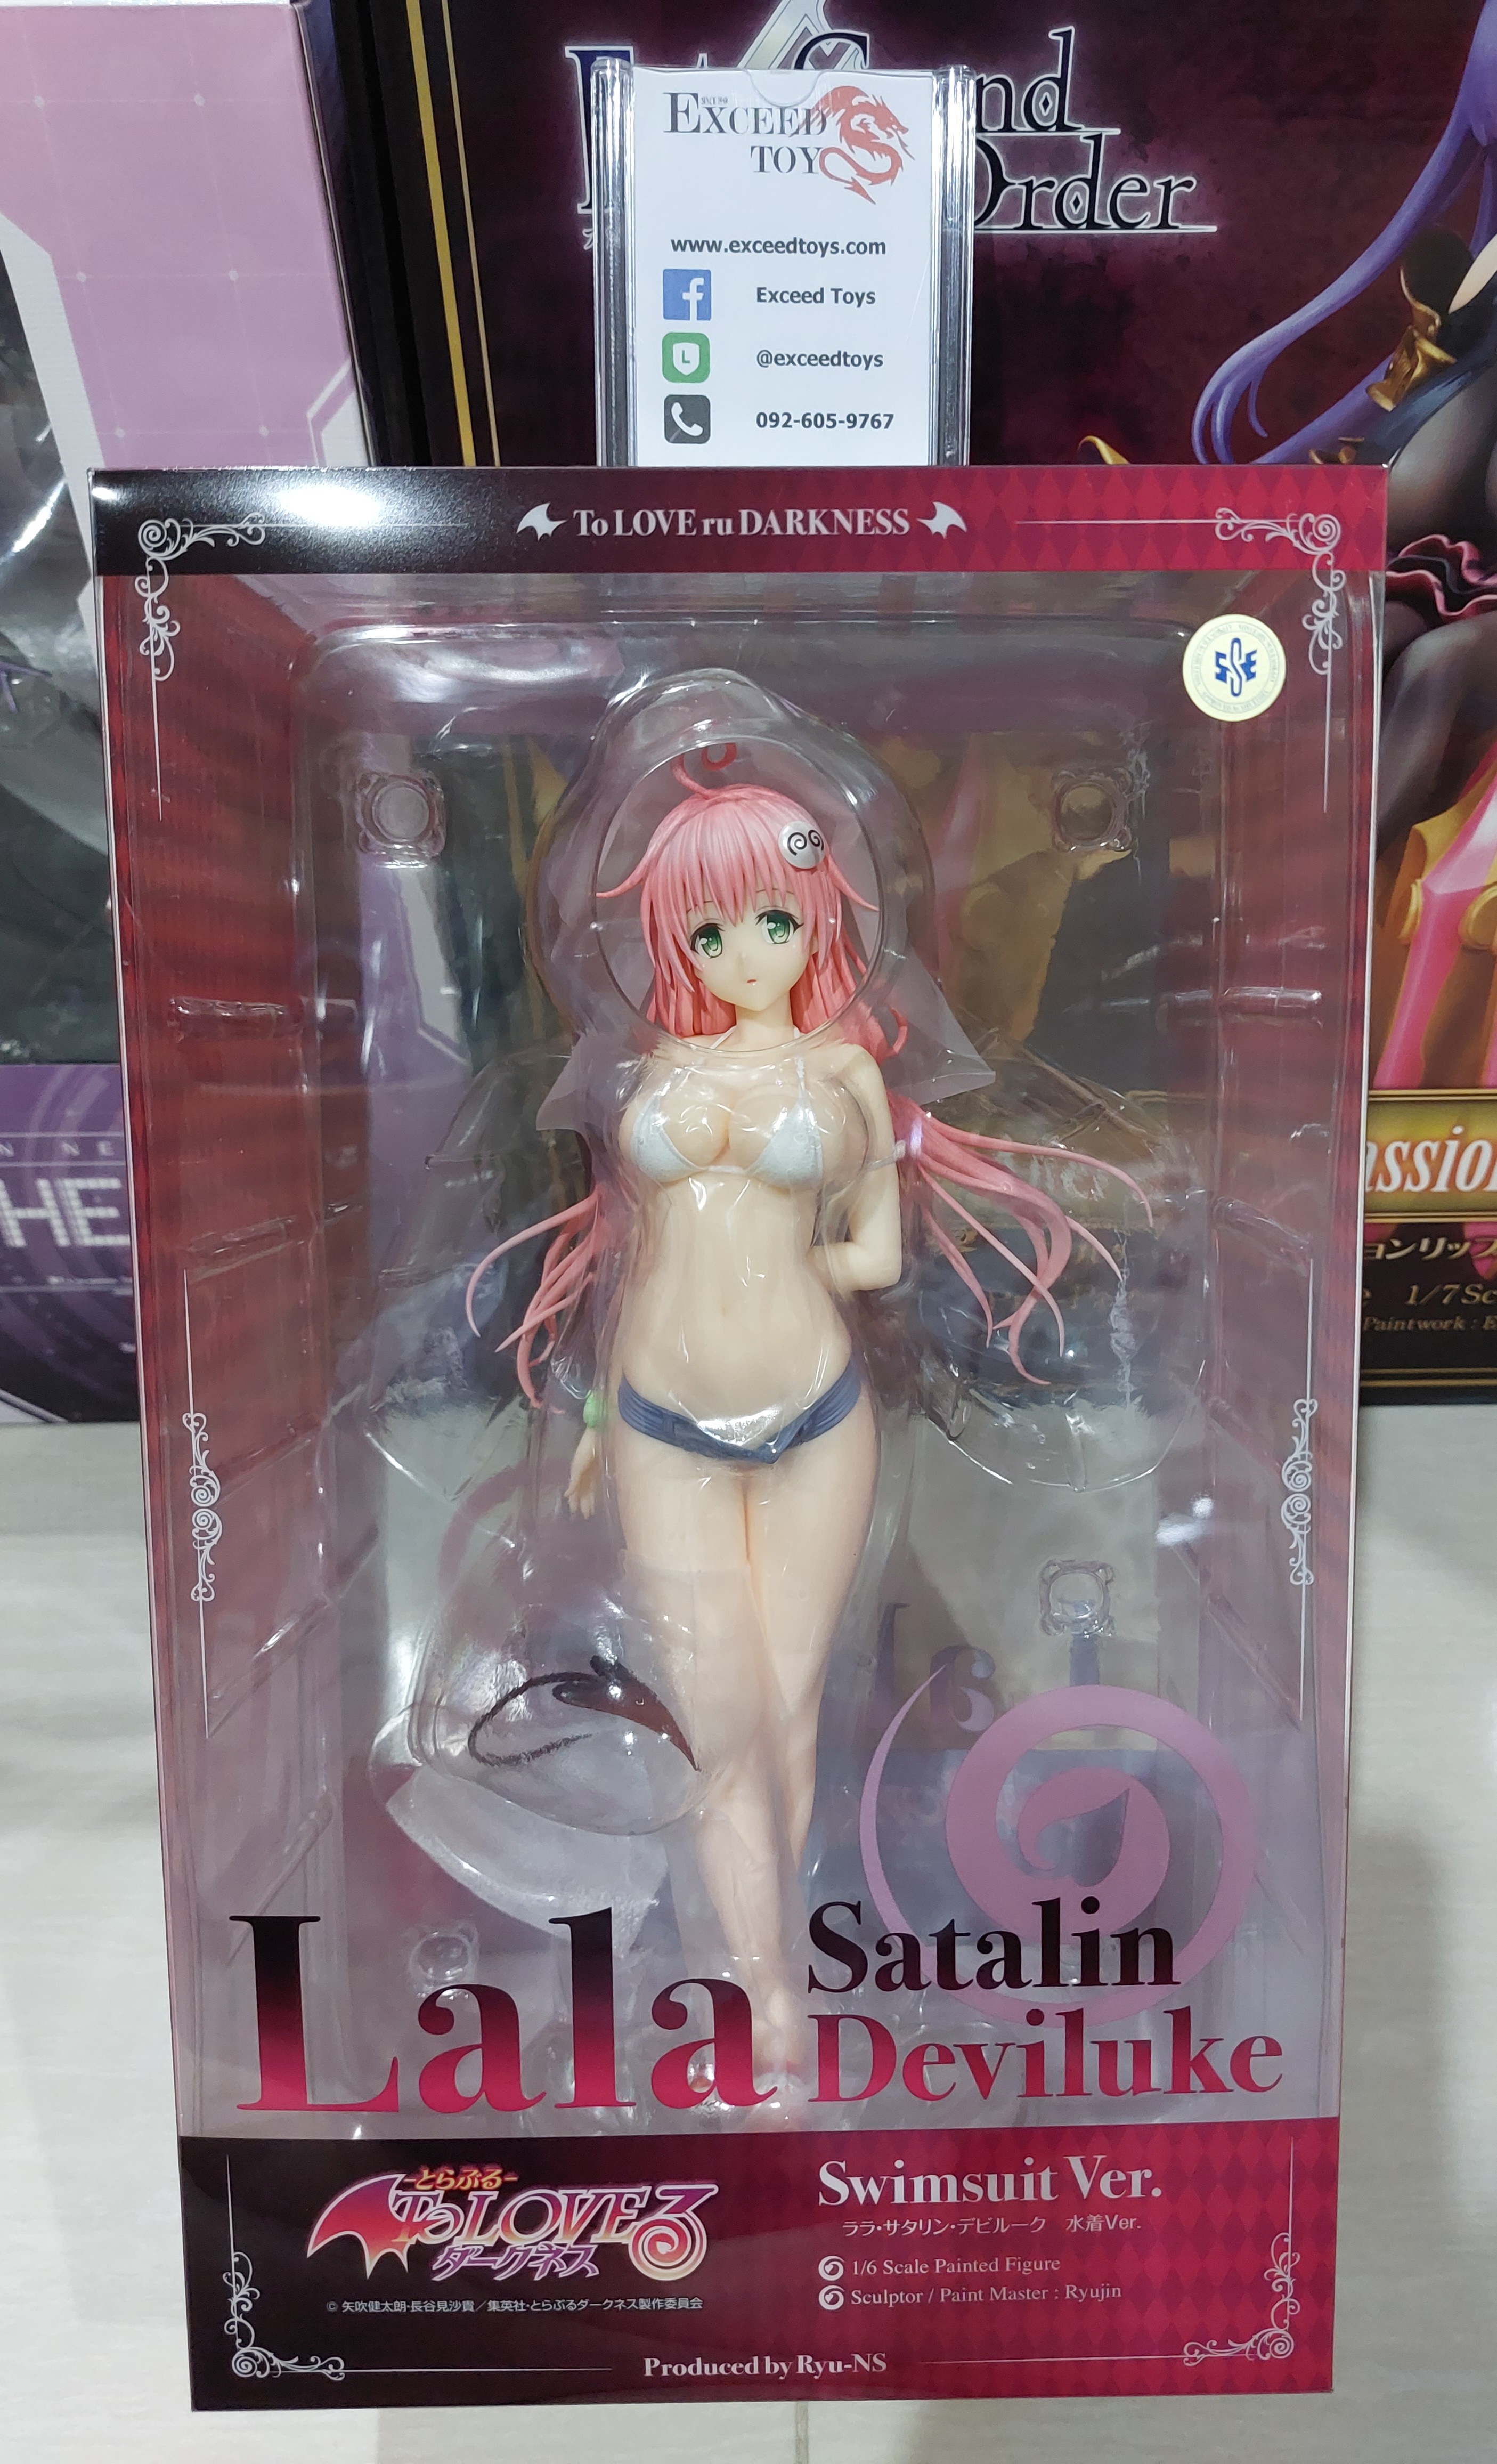 Order
EXCEED
TOYS
www.exceedtoys.com
Exceed Toys
L
@exceedtoys
092-605-9767
To LOVE ru DARKNESS
SSE
HE
1/7
Paintwork :
Lala
Satalin
Deviluke
-とらぶる-
To LOVEる
ダークネス
© 矢吹健太朗・長谷見沙貴／集英社・とらぶるダークネス製作委員会
Swimsuit Ver.
ララ・サタリン・デビルーク 水着Ver.
1/6 Scale Painted Figure
Sculptor / Paint Master : Ryujin
Produced by Ryu-NS